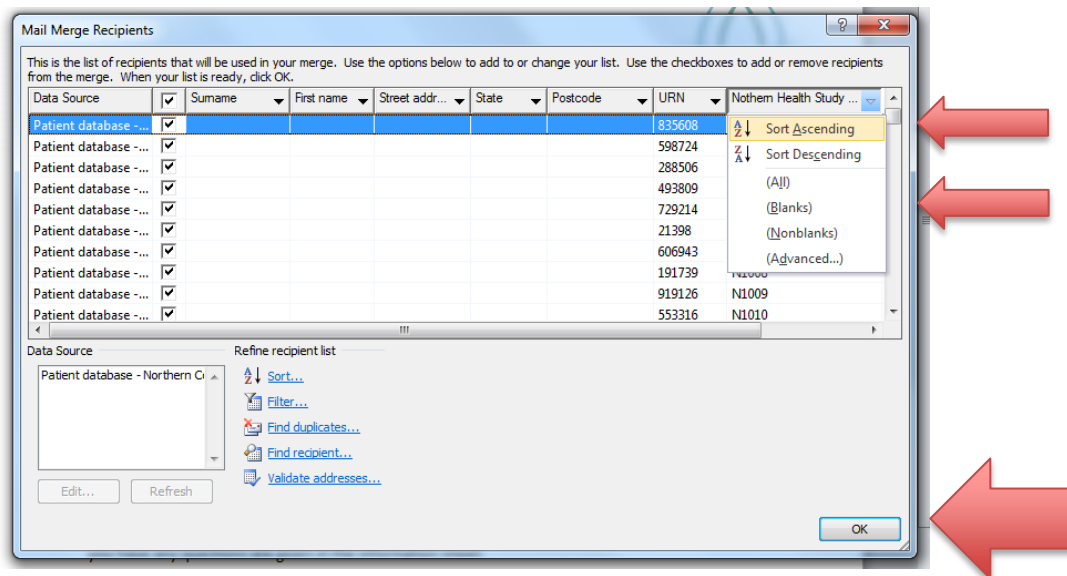 Mail Merge Recipients
This is the list of recipients that will be used in your merge. Use the options below to add to or change your list. Use the checkboxes to add or remove recipients
from the merge. When your list is ready, click OK.
Data Source Surname First name Street addr... State Postcode URN Nothern Health Study ...
Patient database -... 835608
Patient database -... 598724
Patient database -... 288506
Patient database -... 493809
Patient database -... 729214
Patient database -... 21398
Patient database -... 606943
Patient database -... 191739 N1008
Patient database -... 919126 N1009
Patient database -... 553316 N1010
Sort Ascending
Sort Descending
(All)
(Blanks)
(Nonblanks)
(Advanced...)
Data Source
Patient database - Northern C
Edit...
Refresh
Refine recipient list
Sort...
Filter...
Find duplicates...
Find recipient...
Validate addresses...
OK